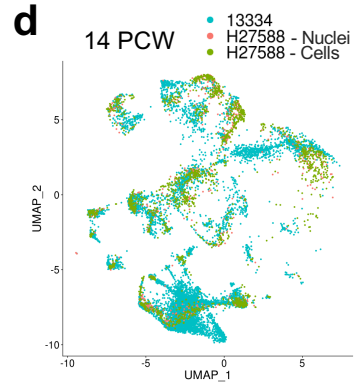 d
14 PCW
13334
H27588 - Nuclei
H27588 - Cells
UMAP_2
5
0
-5
-10
-10
-5
0
5
UMAP_1